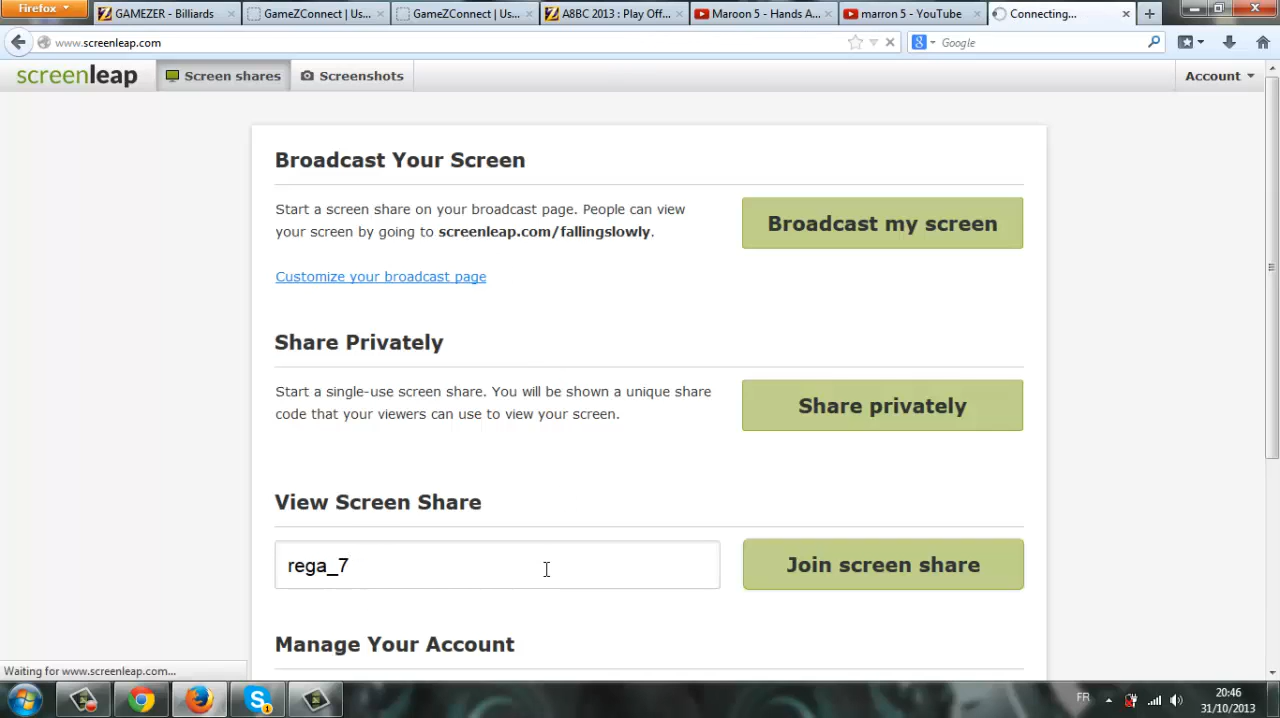 Firefox
GAMEZER - Billiards
GameZConnect | Us...
GameZConnect | Us...
A8BC 2013 : Play Off...
Maroon 5 - Hands A...
marron 5 - YouTube
Connecting...
www.screenleap.com
Google
screenleap
Screen shares
Screenshots
Account
Broadcast Your Screen
Start a screen share on your broadcast page. People can view
your screen by going to screenleap.com/fallingslowly.
Broadcast my screen
Customize your broadcast page
Share Privately
Start a single-use screen share. You will be shown a unique share
code that your viewers can use to view your screen.
Share privately
View Screen Share
rega_7
Join screen share
Manage Your Account
Waiting for www.screenleap.com...
FR
20:46
31/10/2013